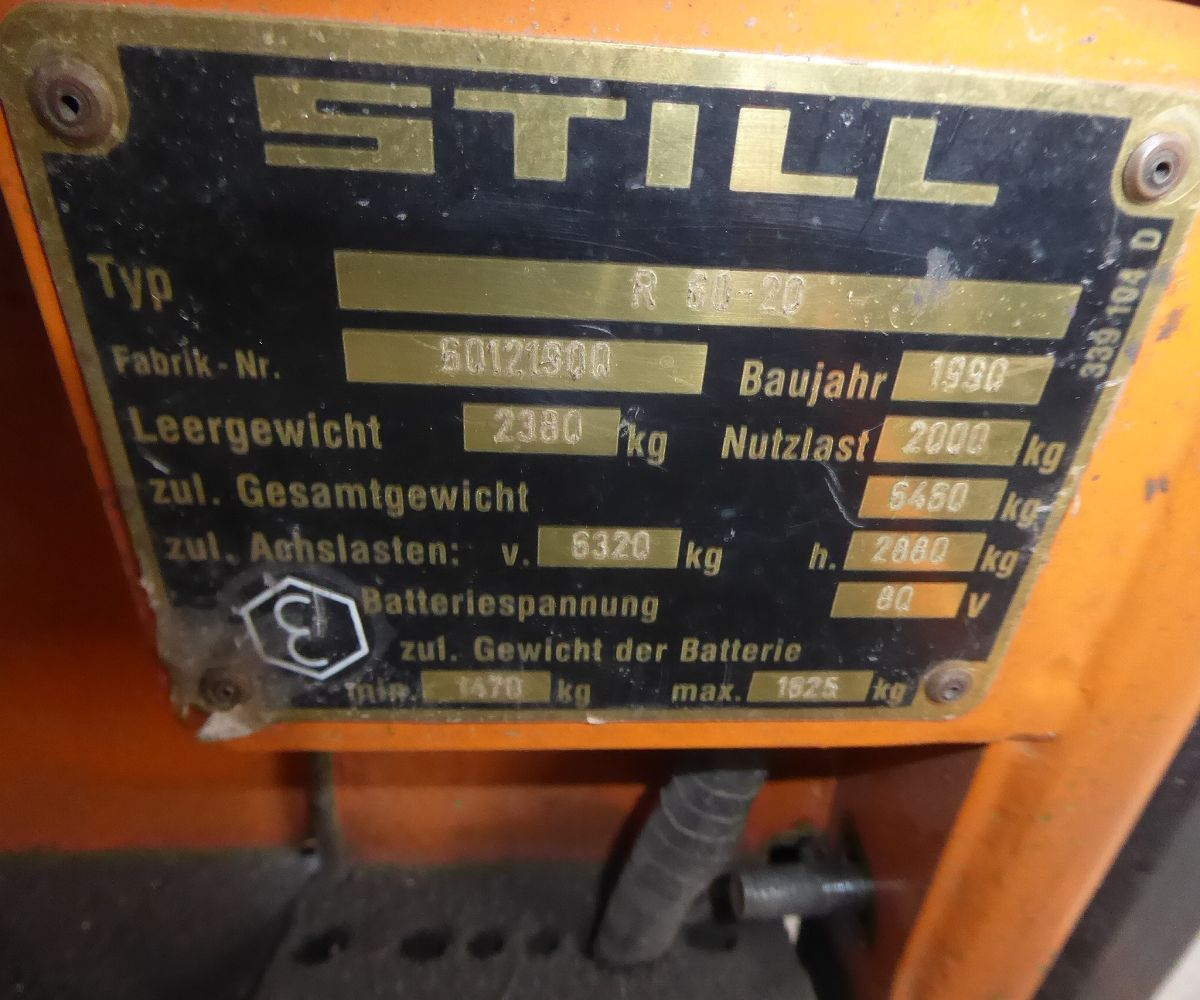 STILL
Typ R 60-20
Fabrik-Nr. 60121900 Baujahr 1990
Leergewicht 2380 kg Nutzlast 2000 kg
zul. Gesamtgewicht 6460 kg
zul. Achslasten: v. 6320 kg h. 2880 kg
Batteriespannung 80 V
zul. Gewicht der Batterie
min. 1470 kg max. 1625 kg
339 104 D
3